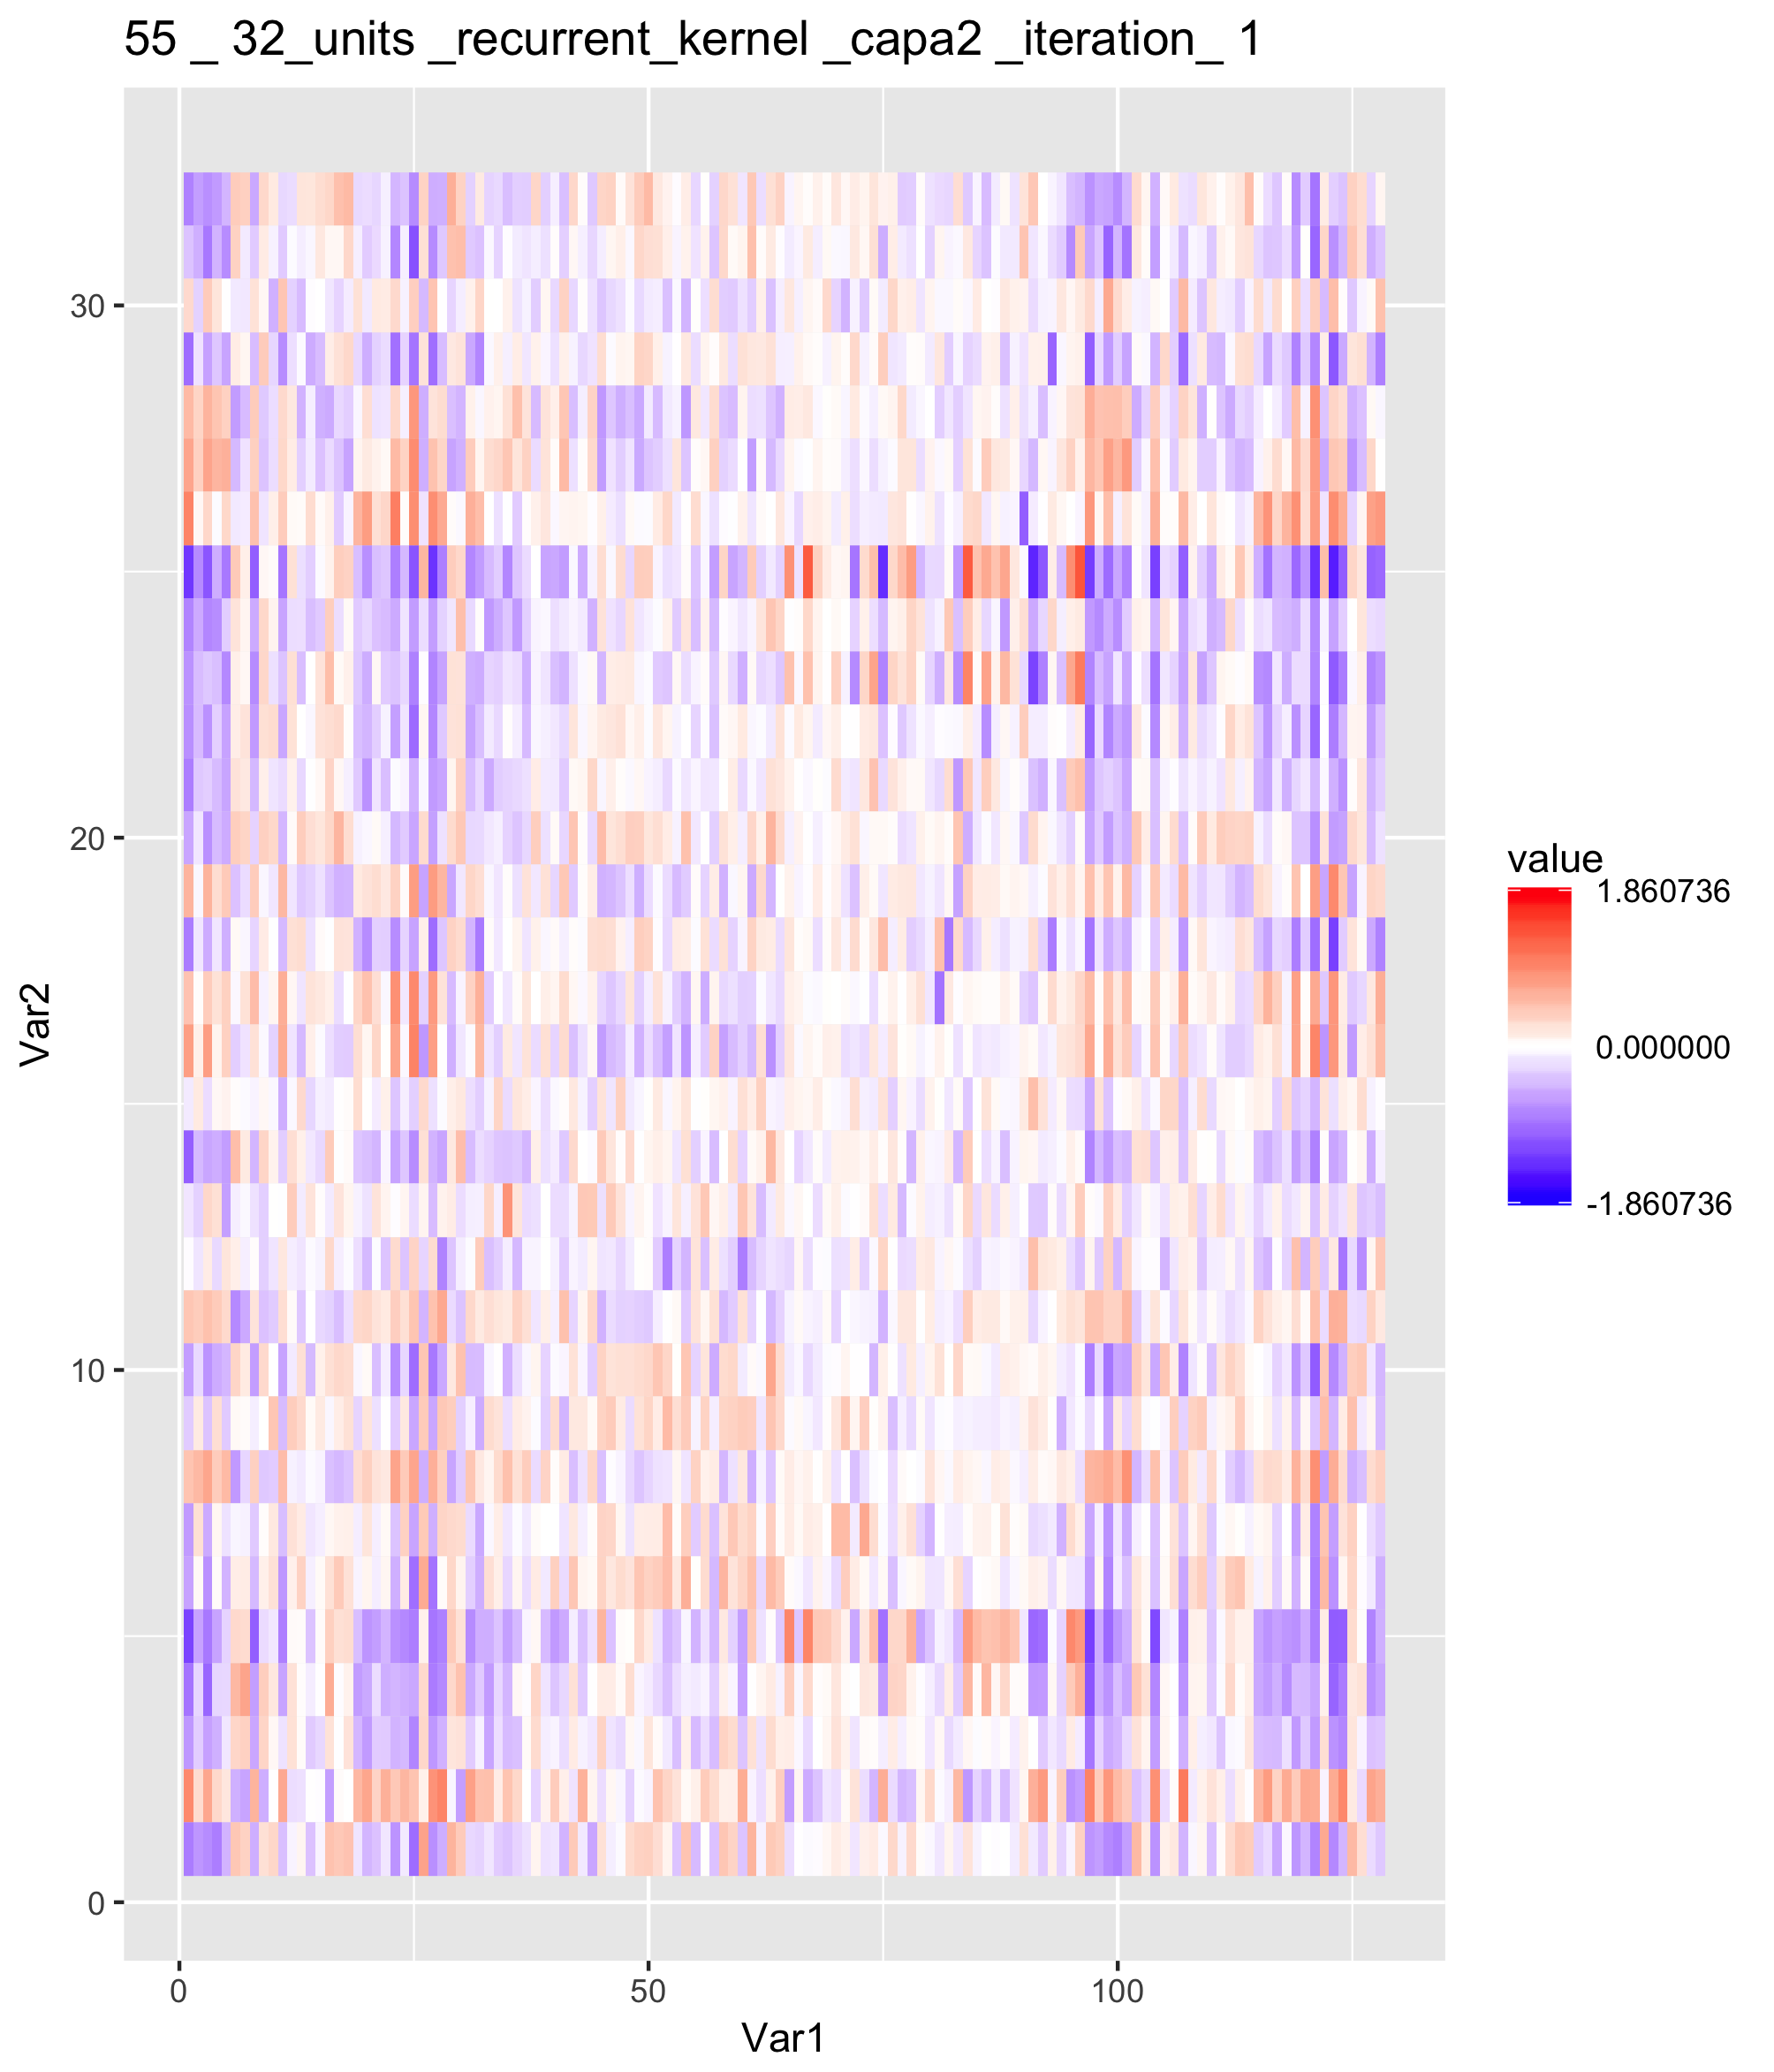 55 _ 32_units _recurrent_kernel _capa2 _iteration_ 1
30
20
10
0
Var2
0
50
100
Var1
value
1.860736
0.000000
-1.860736